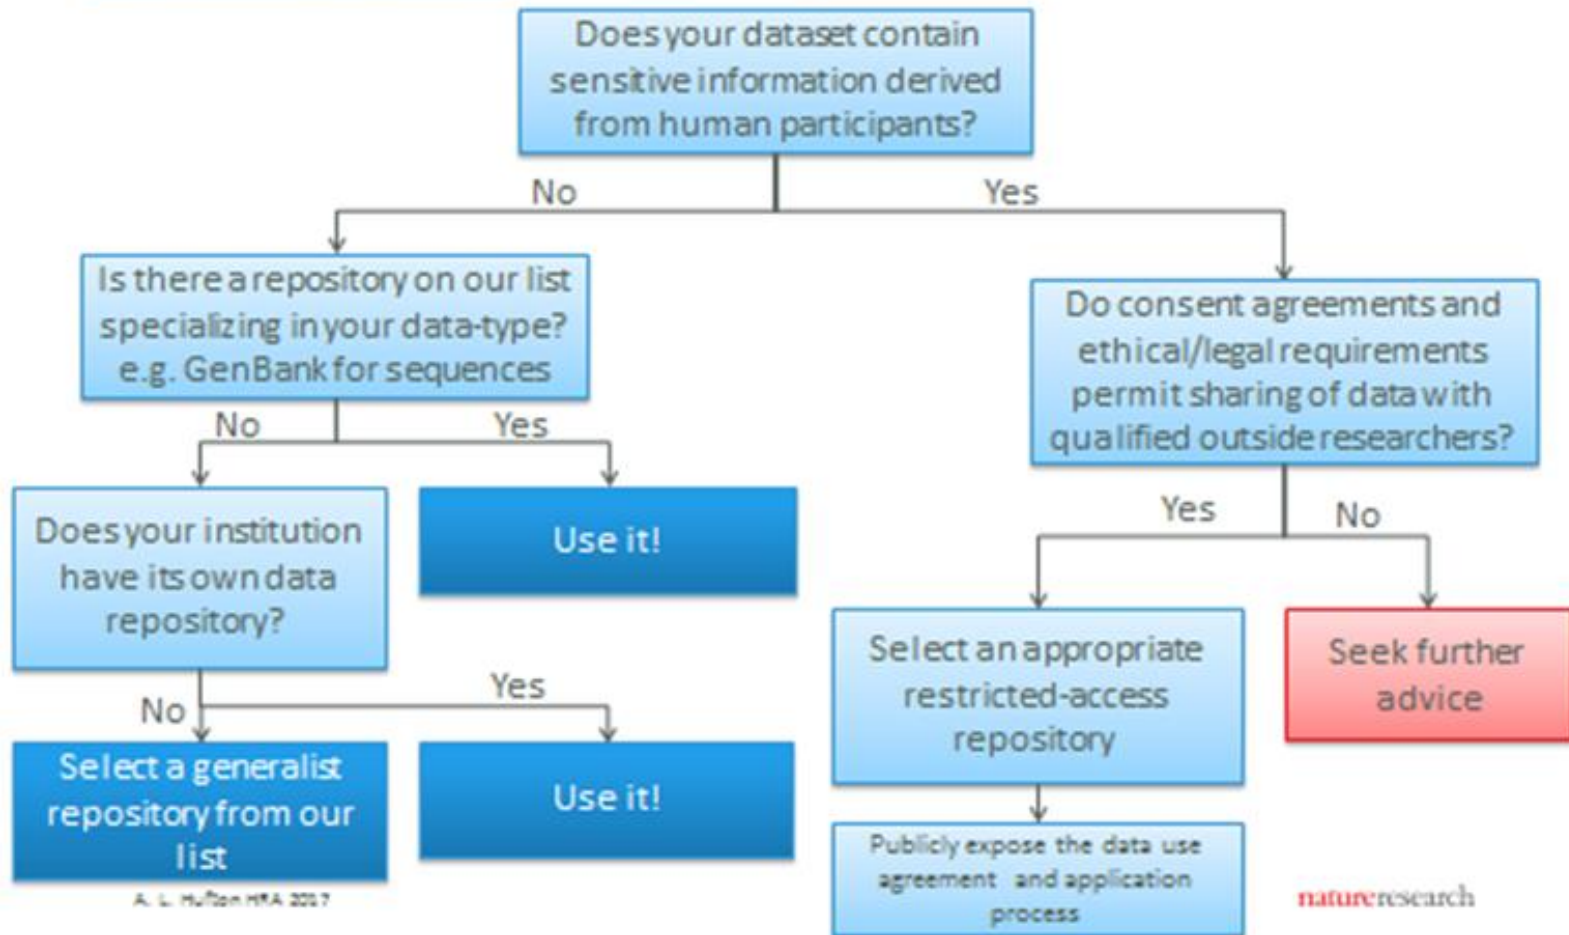 Does your dataset contain
sensitive information derived
from human participants?
No
Yes
Is there a repository on our list
specializing in your data-type?
e.g. GenBank for sequences
Do consent agreements and
ethical/legal requirements
permit sharing of data with
qualified outside researchers?
No
Yes
Does your institution
have its own data
repository?
Use it!
Yes
No
Select an appropriate
restricted-access
repository
Seek further
advice
No
Yes
Select a generalist
repository from our
list
Use it!
Publicly expose the data use
agreement and application
process
A. L. Hufton HRA 2017
natureresearch